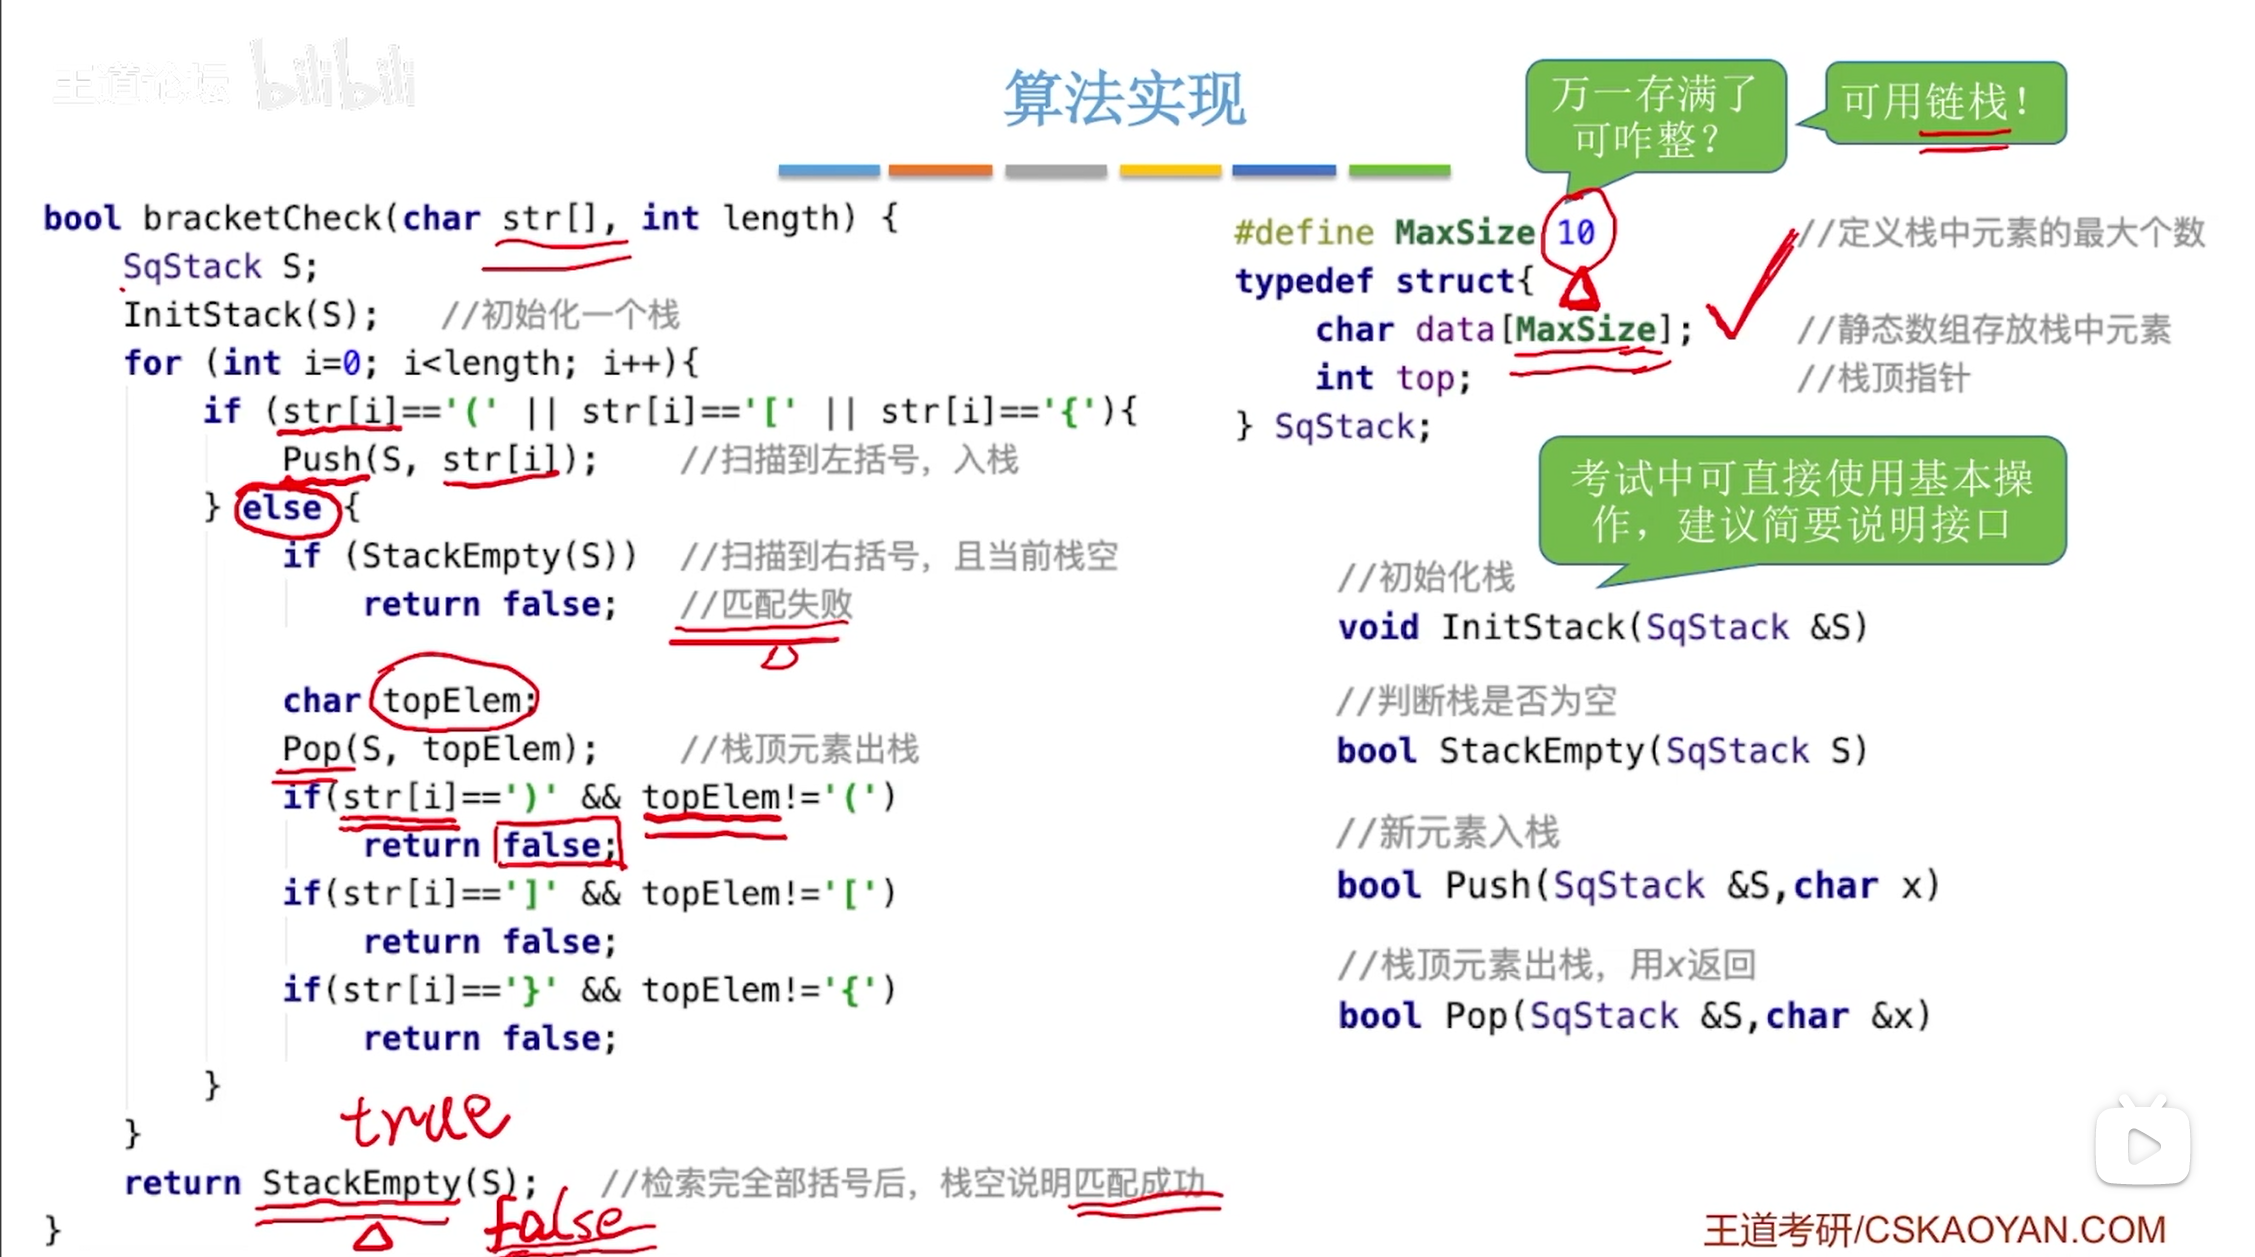 王道论坛 bilibili
算法实现
万一存满了
可咋整？
可用链栈！
bool bracketCheck(char str[], int length) {
SqStack S;
InitStack(S); //初始化一个栈
for (int i=0; i<length; i++){
if (str[i]=='(' || str[i]=='[' || str[i]=='{'){
Push(S, str[i]); //扫描到左括号，入栈
} else {
if (StackEmpty(S)) //扫描到右括号，且当前栈空
return false; //匹配失败
char topElem;
Pop(S, topElem); //栈顶元素出栈
if(str[i]==')' && topElem!='(')
return false;
if(str[i]==']' && topElem!='[')
return false;
if(str[i]=='}' && topElem!='{')
return false;
}
}
true
return StackEmpty(S); //检索完全部括号后，栈空说明匹配成功
false
}
#define MaxSize 10 //定义栈中元素的最大个数
typedef struct{
char data[MaxSize]; //静态数组存放栈中元素
int top; //栈顶指针
} SqStack;
考试中可直接使用基本操
作，建议简要说明接口
//初始化栈
void InitStack(SqStack &S)
//判断栈是否为空
bool StackEmpty(SqStack S)
//新元素入栈
bool Push(SqStack &S,char x)
//栈顶元素出栈，用x返回
bool Pop(SqStack &S,char &x)
王道考研/CSKAOYAN.COM